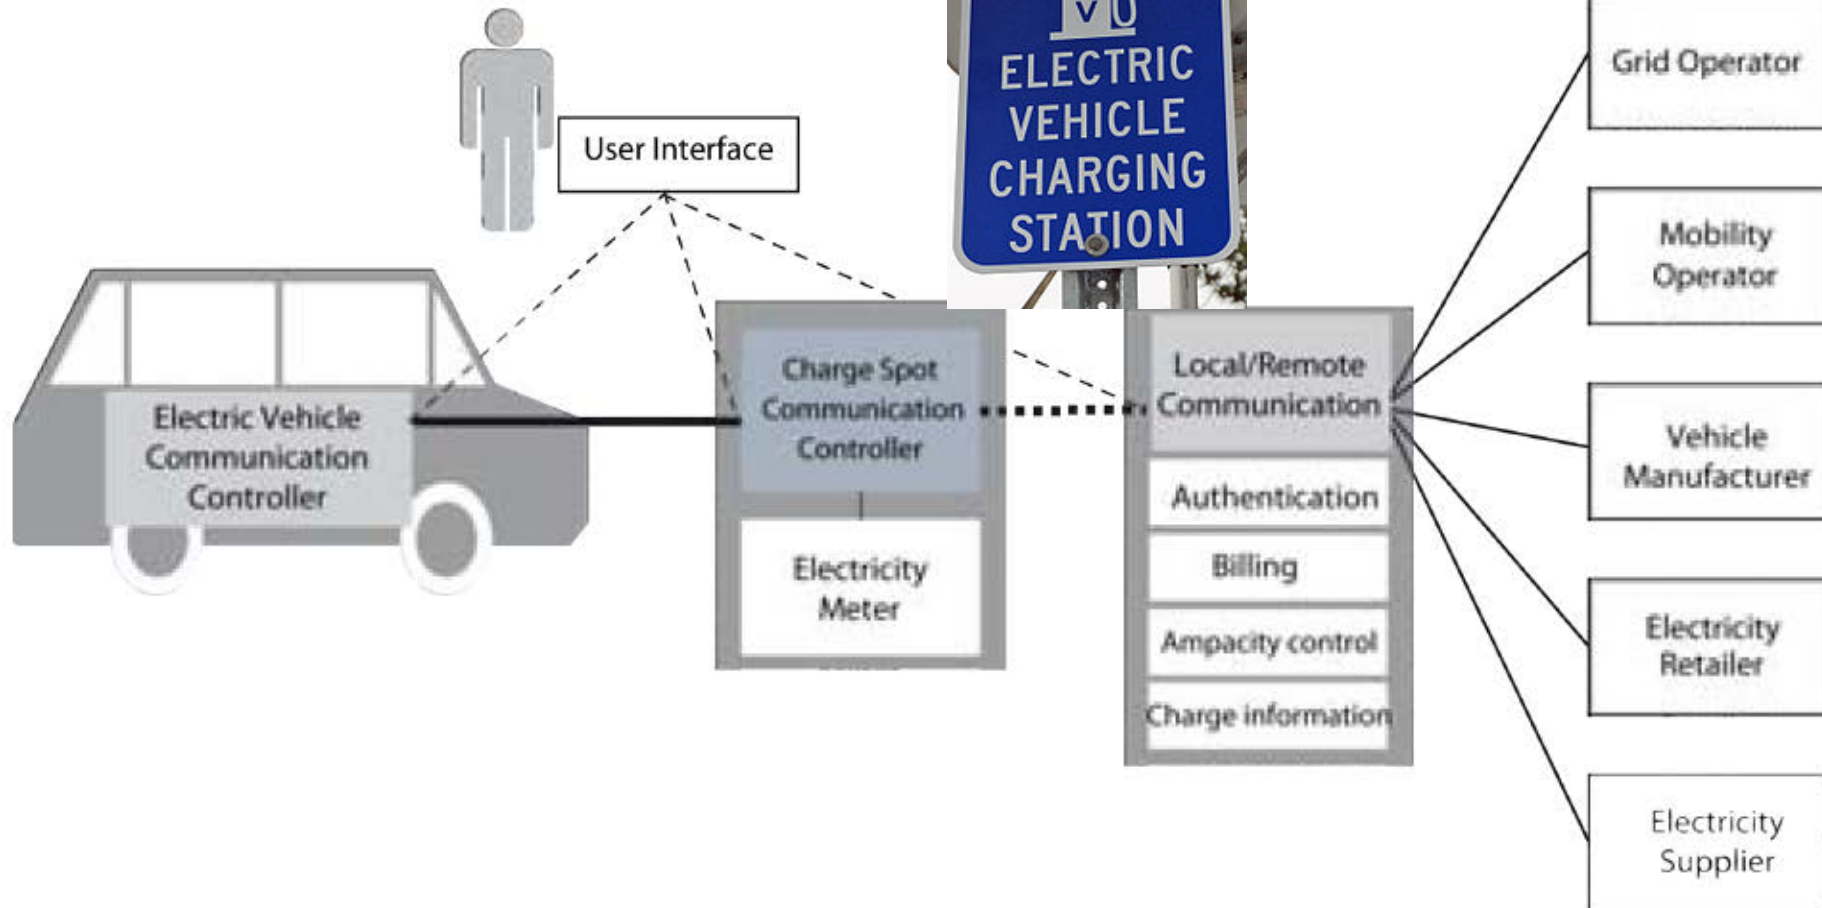 User Interface
ELECTRIC
VEHICLE
CHARGING
STATION
Electric Vehicle
Communication
Controller
Charge Spot
Communication
Controller
Electricity
Meter
Local/Remote
Communication
Authentication
Billing
Ampacity control
Charge information
Grid Operator
Mobility
Operator
Vehicle
Manufacturer
Electricity
Retailer
Electricity
Supplier